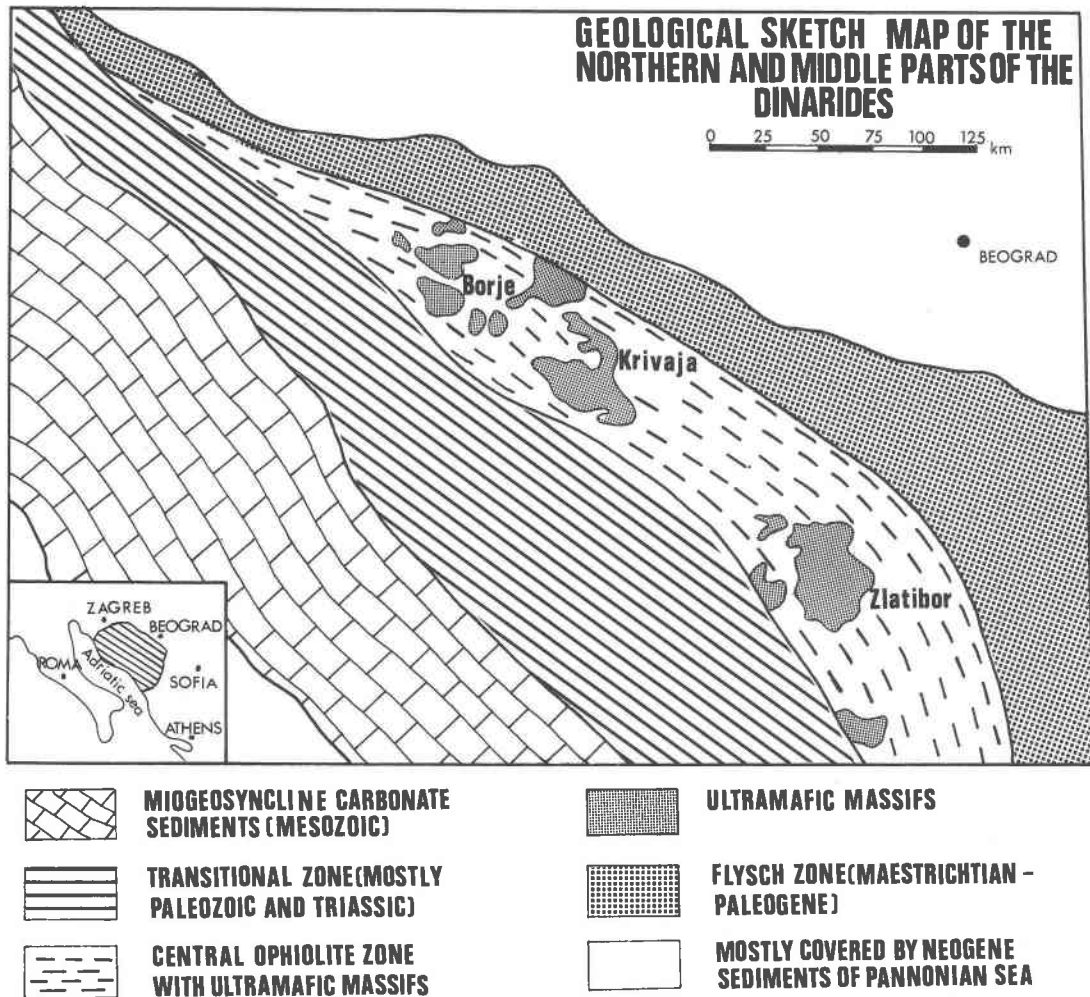 GEOLOGICAL SKETCH MAP OF THE
NORTHERN AND MIDDLE PARTS OF THE
DINARIDES
0 25 50 75 100 125 km
BEOGRAD
Borje
Krivaja
Zlatibor
ZAGREB
BEOGRAD
ROMA
Adriatic sea
SOFIA
ATHENS
MIOGEOSYNCLINE CARBONATE
SEDIMENTS (MESOZOIC)
TRANSITIONAL ZONE (MOSTLY
PALEOZOIC AND TRIASSIC)
CENTRAL OPHIOLITE ZONE
WITH ULTRAMAFIC MASSIFS
ULTRAMAFIC MASSIFS
FLYSCH ZONE (MAESTRICHTIAN –
PALEOGENE)
MOSTLY COVERED BY NEOGENE
SEDIMENTS OF PANNONIAN SEA